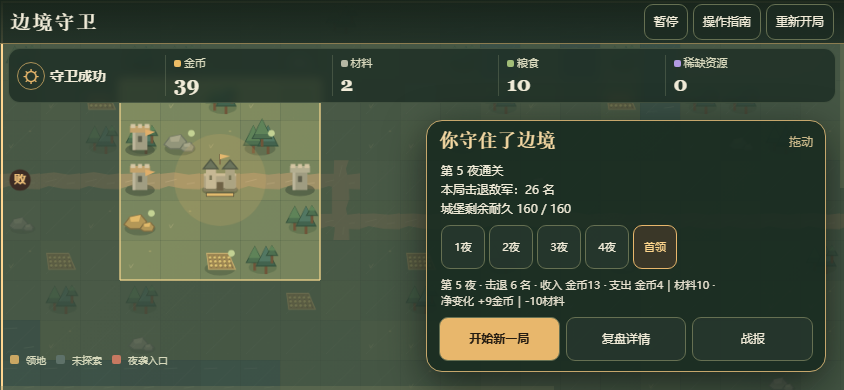 边境守卫
暂停 操作指南 重新开局
守卫成功 金币 39 材料 2 粮食 10 稀缺资源 0
败
你守住了边境 拖动
第 5 夜通关
本局击退敌军：26 名
城堡剩余耐久 160 / 160
1夜 2夜 3夜 4夜 首领
第 5 夜 · 击退 6 名 · 收入 金币13 · 支出 金币4 | 材料10 ·
净变化 +9金币 | -10材料
开始新一局 复盘详情 战报
领地 未探索 夜袭入口